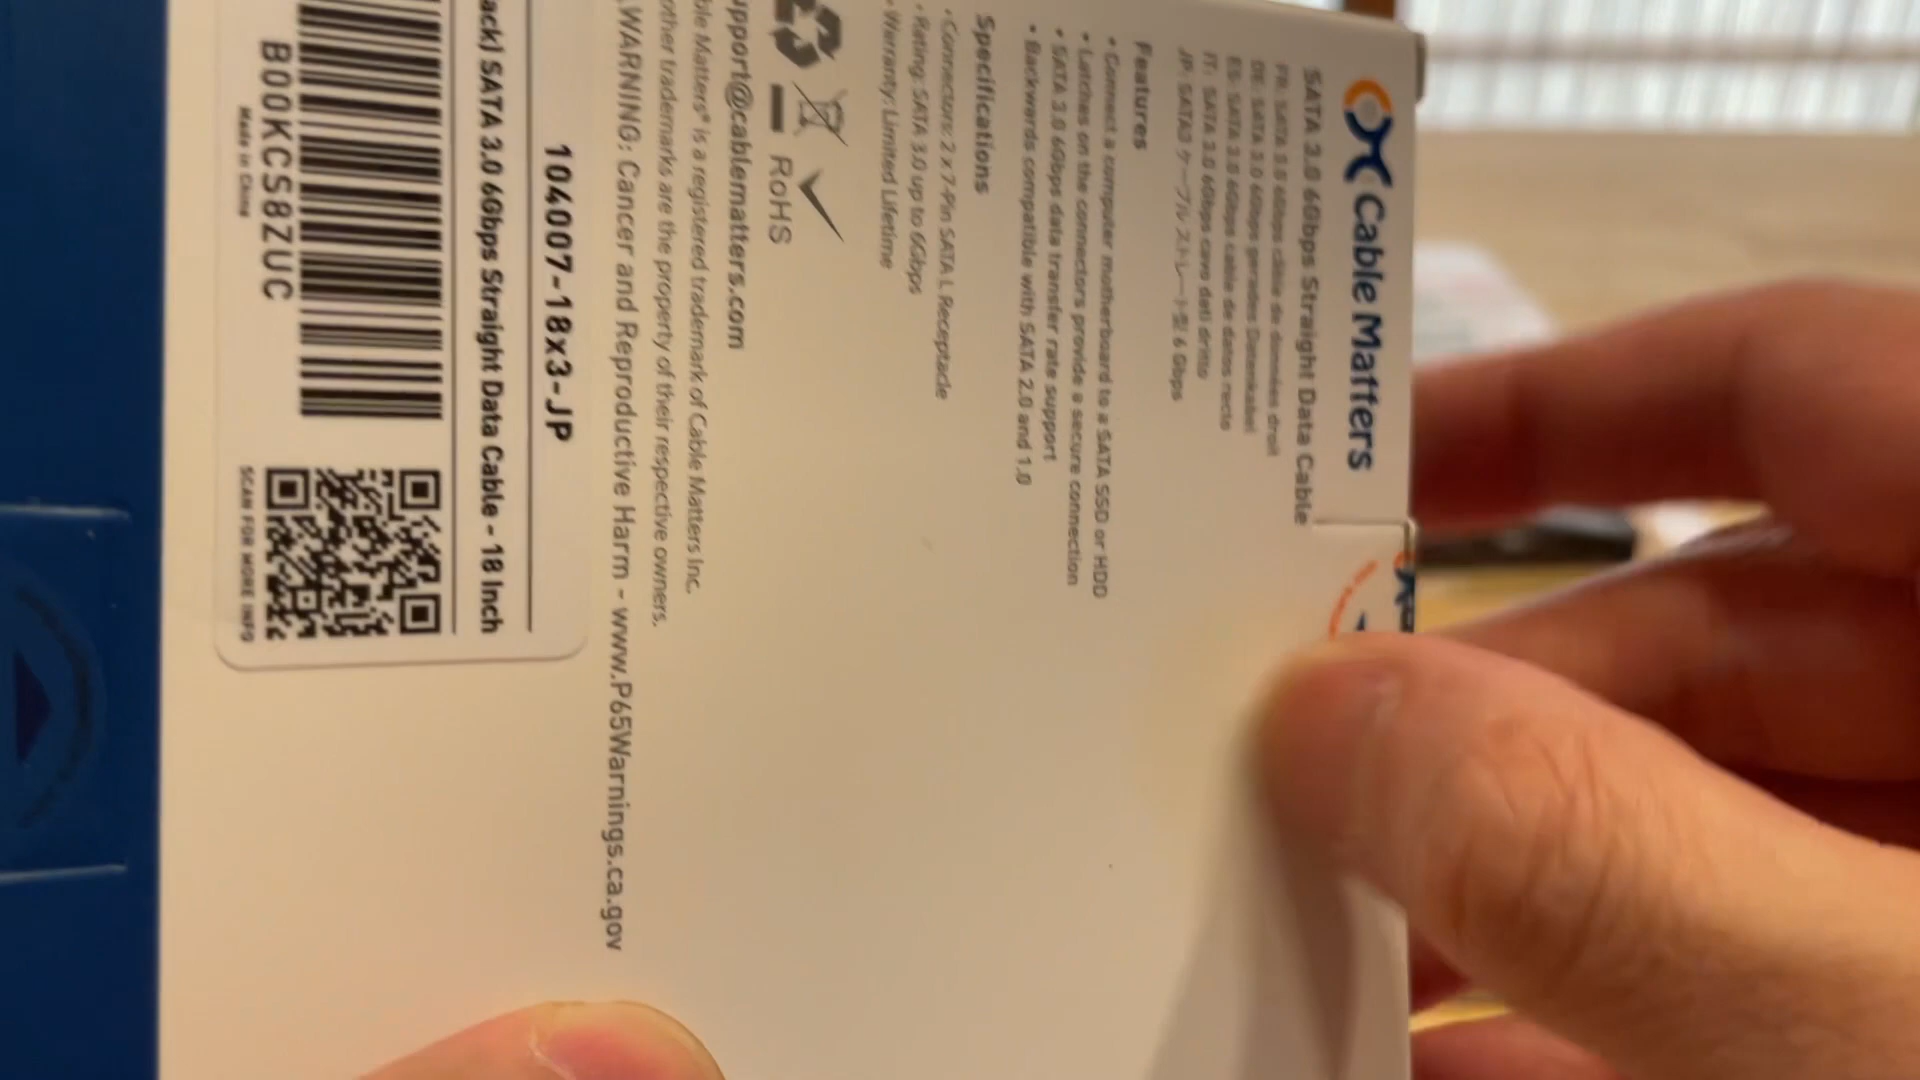 Cable Matters
SATA 3.0 6Gbps Straight Data Cable
FR: SATA 3.0 6Gbps câble de données droit
DE: SATA 3.0 6Gbps gerades Datenkabel
ES: SATA 3.0 6Gbps cable de datos recto
IT: SATA 3.0 6Gbps cavo dati dritto
JP: SATA3 ケーブル ストレート型 6 Gbps
Features
• Connect a computer motherboard to a SATA SSD or HDD
• Latches on the connectors provide a secure connection
• SATA 3.0 6Gbps data transfer rate support
• Backwards compatible with SATA 2.0 and 1.0
Specifications
• Connectors: 2 x 7-Pin SATA L Receptacle
• Rating: SATA 3.0 up to 6Gbps
• Warranty: Limited Lifetime
RoHS
upport@cablematters.com
ble Matters® is a registered trademark of Cable Matters Inc.
other trademarks are the property of their respective owners.
WARNING: Cancer and Reproductive Harm - www.P65Warnings.ca.gov
104007-18x3-JP
ack] SATA 3.0 6Gbps Straight Data Cable - 18 Inch
B00KCS8ZUC
Made in China
SCAN FOR MORE INFO